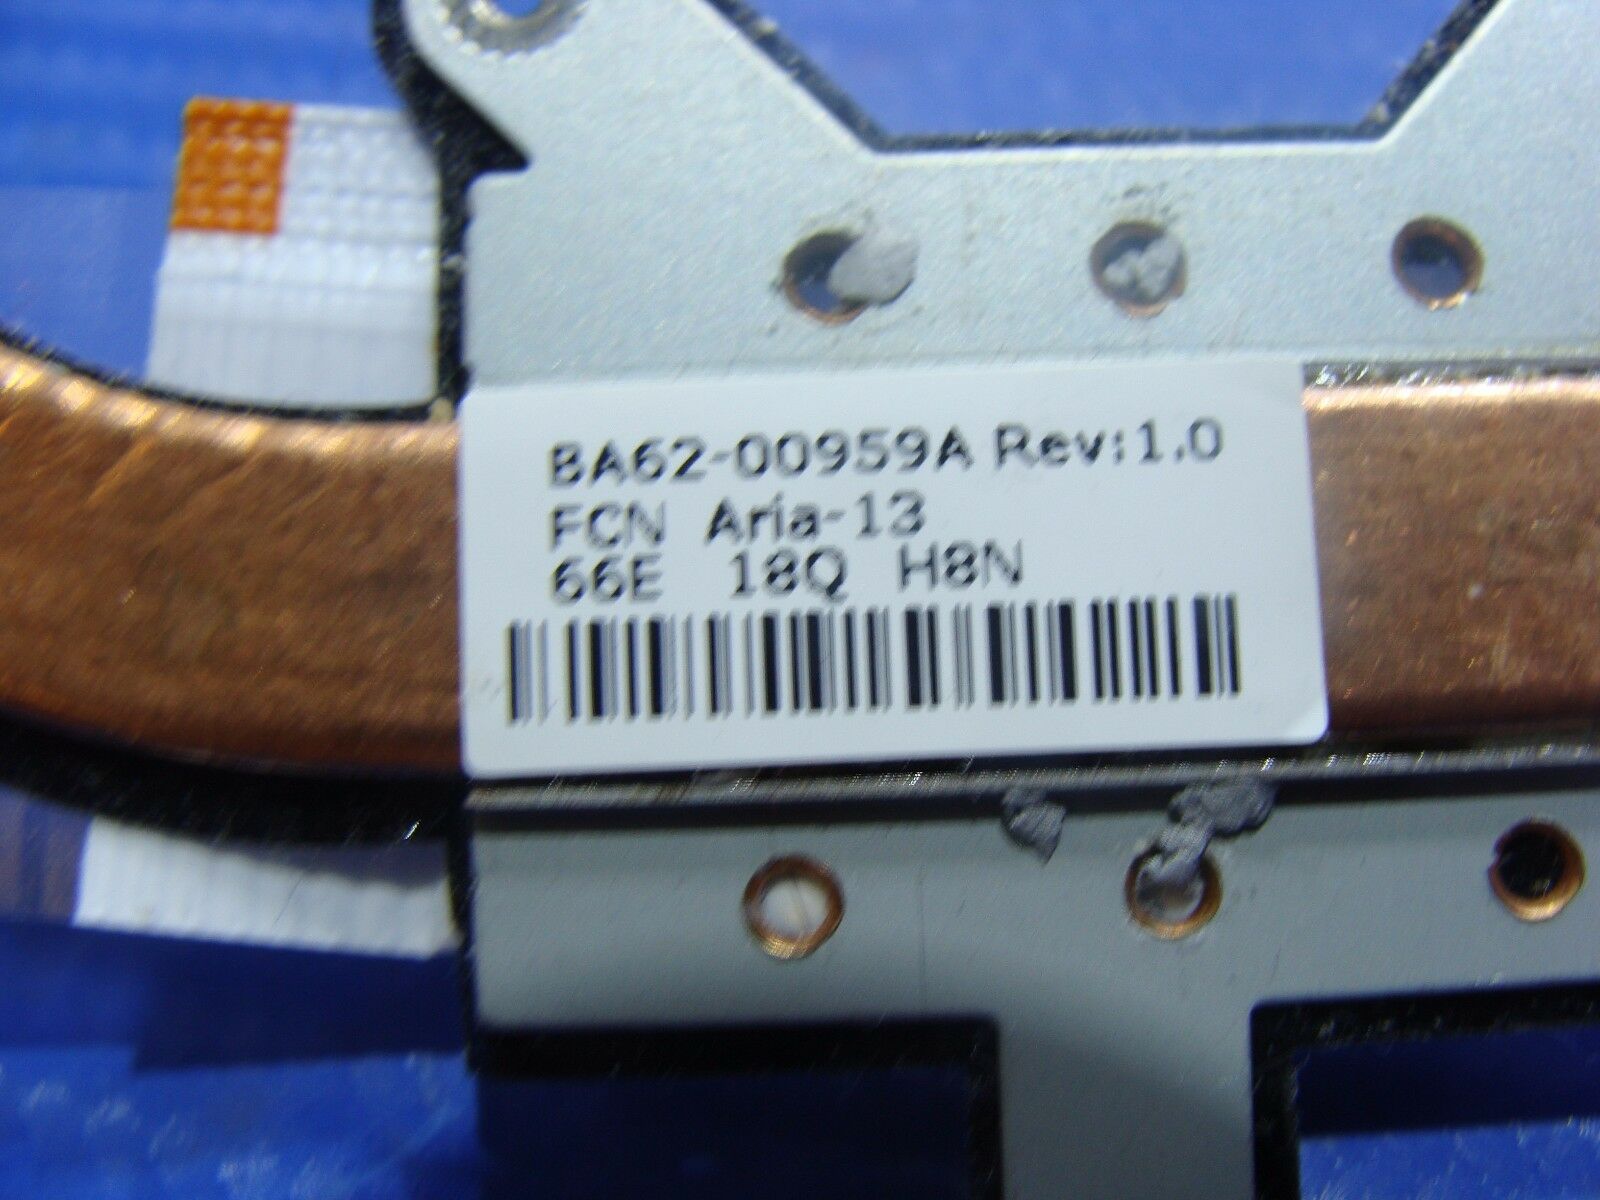 BA62-00959A Rev:1.0
FCN Aria-13
66E 18Q H8N